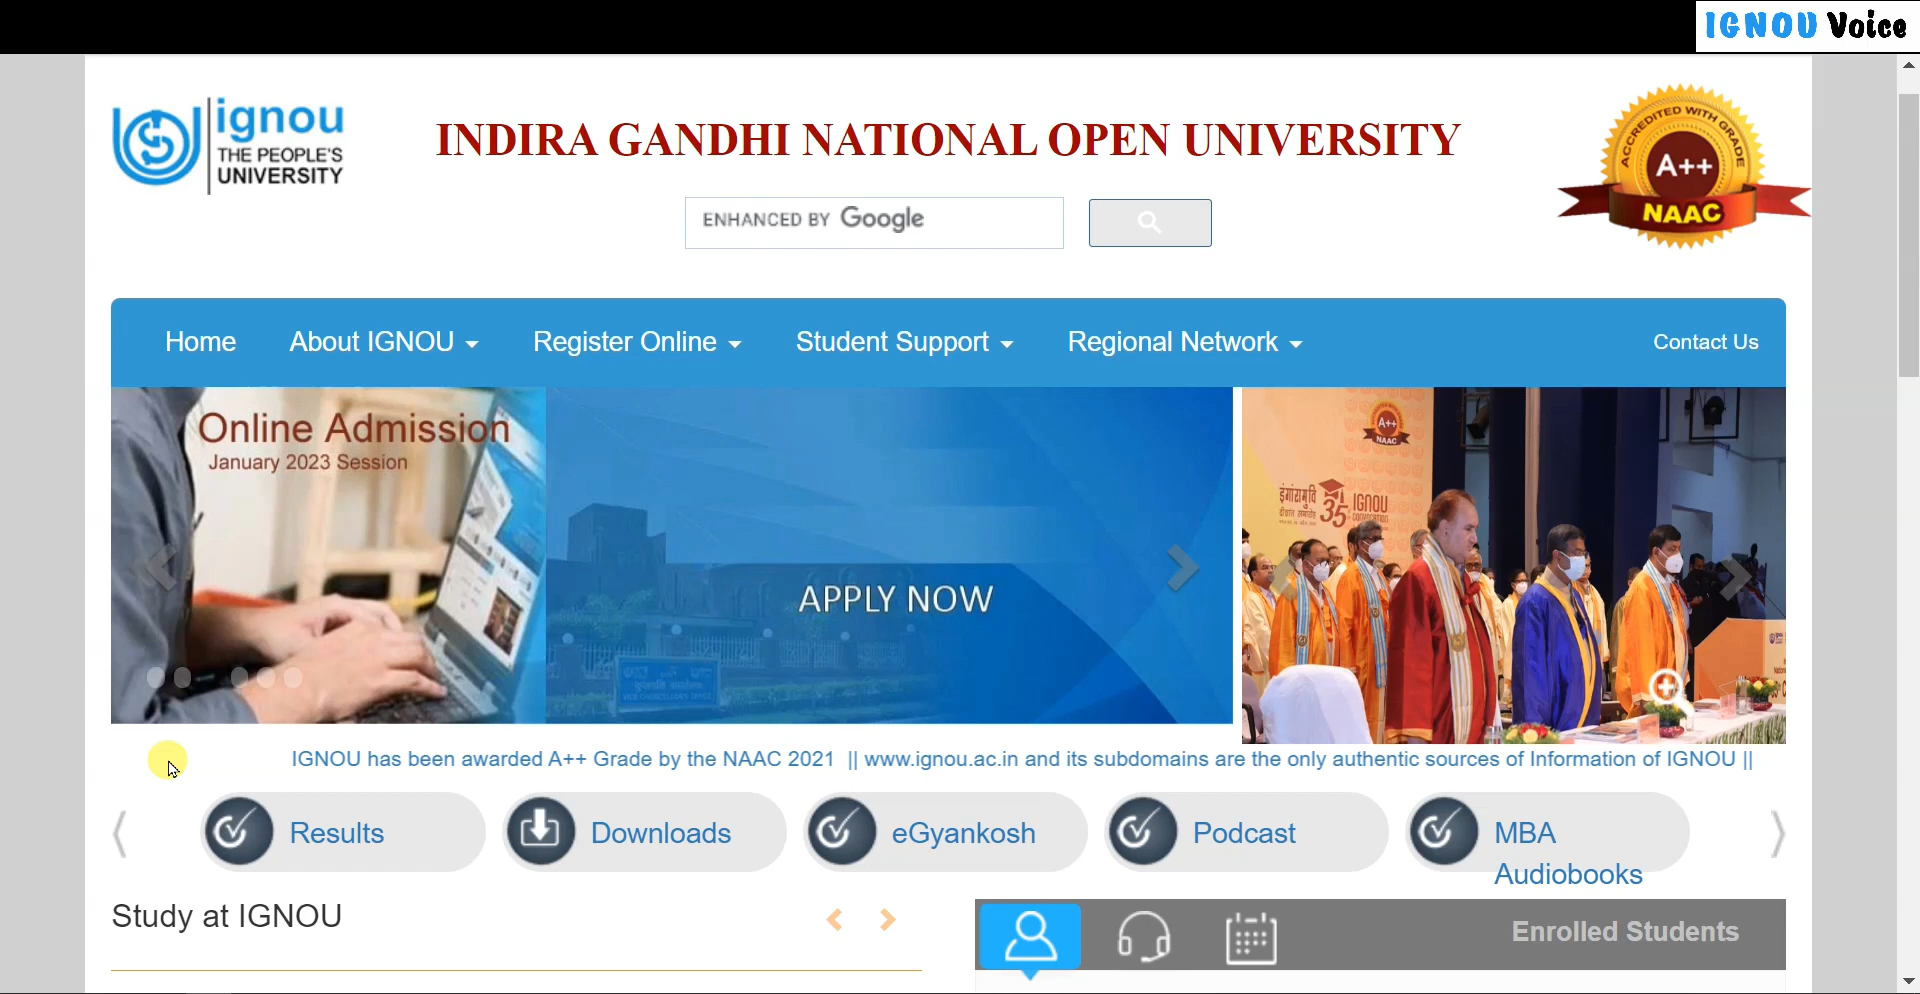 IGNOU Voice
ignou
THE PEOPLE'S
UNIVERSITY
INDIRA GANDHI NATIONAL OPEN UNIVERSITY
ACCREDITED WITH GRADE
A++
NAAC
ENHANCED BY Google
Home
About IGNOU
Register Online
Student Support
Regional Network
Contact Us
Online Admission
January 2023 Session
APPLY NOW
A++
NAAC
35
IGNOU
IGNOU has been awarded A++ Grade by the NAAC 2021 || www.ignou.ac.in and its subdomains are the only authentic sources of Information of IGNOU ||
Results
Downloads
eGyankosh
Podcast
MBA
Audiobooks
Study at IGNOU
Enrolled Students